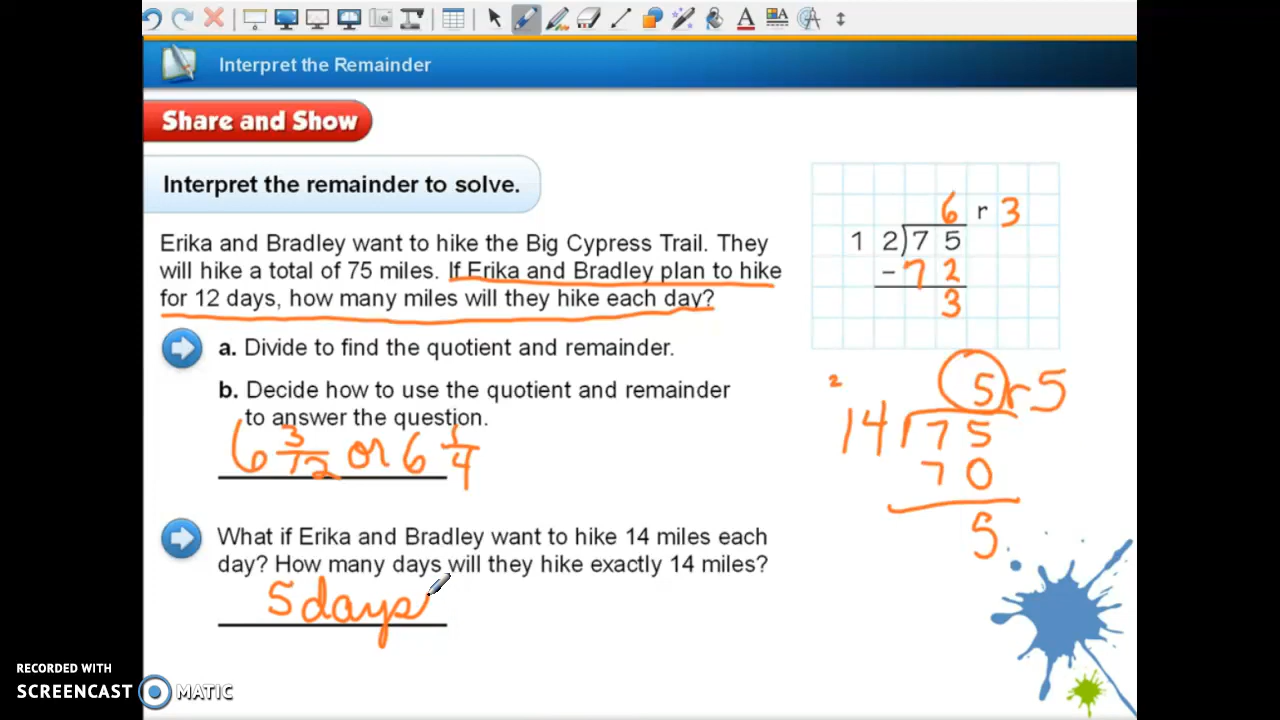 Interpret the Remainder
Share and Show
Interpret the remainder to solve.
Erika and Bradley want to hike the Big Cypress Trail. They
will hike a total of 75 miles. If Erika and Bradley plan to hike
for 12 days, how many miles will they hike each day?
a. Divide to find the quotient and remainder.
b. Decide how to use the quotient and remainder
to answer the question.
6 3/12 or 6 1/4
What if Erika and Bradley want to hike 14 miles each
day? How many days will they hike exactly 14 miles?
5 days
6 r 3
12)75
-72
3
2
5 r 5
14)75
70
5
RECORDED WITH
SCREENCAST MATIC